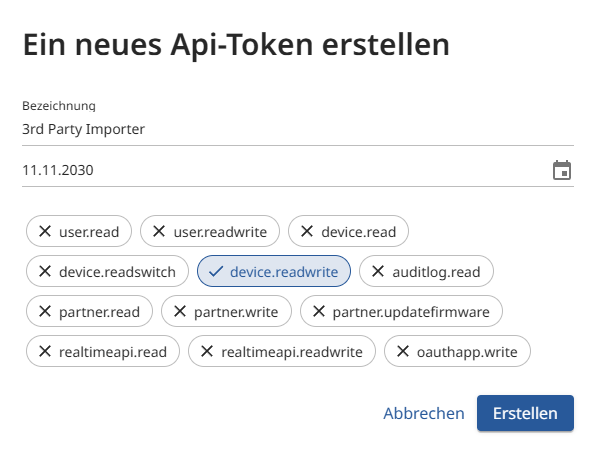 Ein neues Api-Token erstellen
Bezeichnung
3rd Party Importer
11.11.2030
user.read user.readwrite device.read
device.readswitch device.readwrite auditlog.read
partner.read partner.write partner.updatefirmware
realtimeapi.read realtimeapi.readwrite oauthapp.write
Abbrechen Erstellen